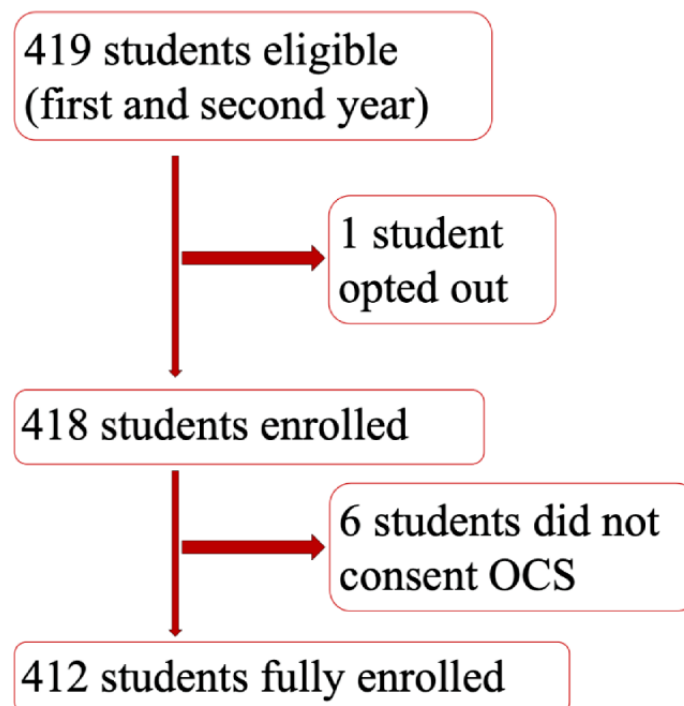 419 students eligible
(first and second year)
1 student
opted out
418 students enrolled
6 students did not
consent OCS
412 students fully enrolled